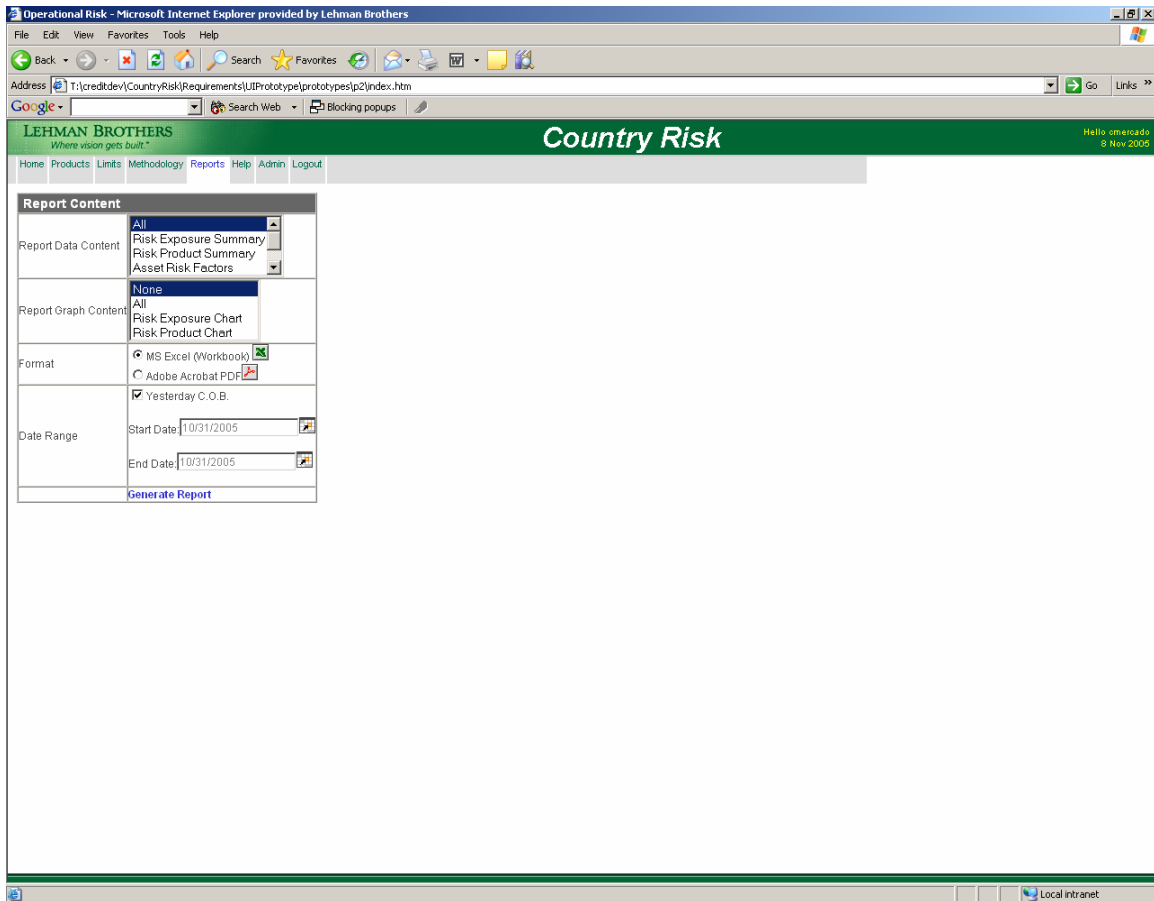 Operational Risk - Microsoft Internet Explorer provided by Lehman Brothers
File Edit View Favorites Tools Help
Back Search Favorites
Address T:\creditdev\CountryRisk\Requirements\UIPrototype\prototypes\p2\index.htm Go Links »
Google Search Web Blocking popups
LEHMAN BROTHERS
Where vision gets built.™
Country Risk
Hello cmercado
8 Nov 2005
Home Products Limits Methodology Reports Help Admin Logout
Report Content
Report Data Content
All
Risk Exposure Summary
Risk Product Summary
Asset Risk Factors
Report Graph Content
None
All
Risk Exposure Chart
Risk Product Chart
Format
MS Excel (Workbook)
Adobe Acrobat PDF
Date Range
Yesterday C.O.B.
Start Date: 10/31/2005
End Date: 10/31/2005
Generate Report
Local intranet